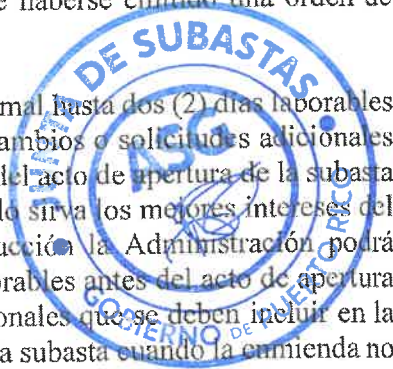 haberse emitido una orden de
mal hasta dos (2) días laborables
ambios o solicitudes adicionales
del acto de apertura de la subasta
lo sirva los mejores intereses del
ucción la Administración podrá
orables antes del acto de apertura
onales que se deben incluir en la
a subasta cuando la enmienda no
JUNTA DE SUBASTAS
ASG
GOBIERNO DE PUERTO RICO